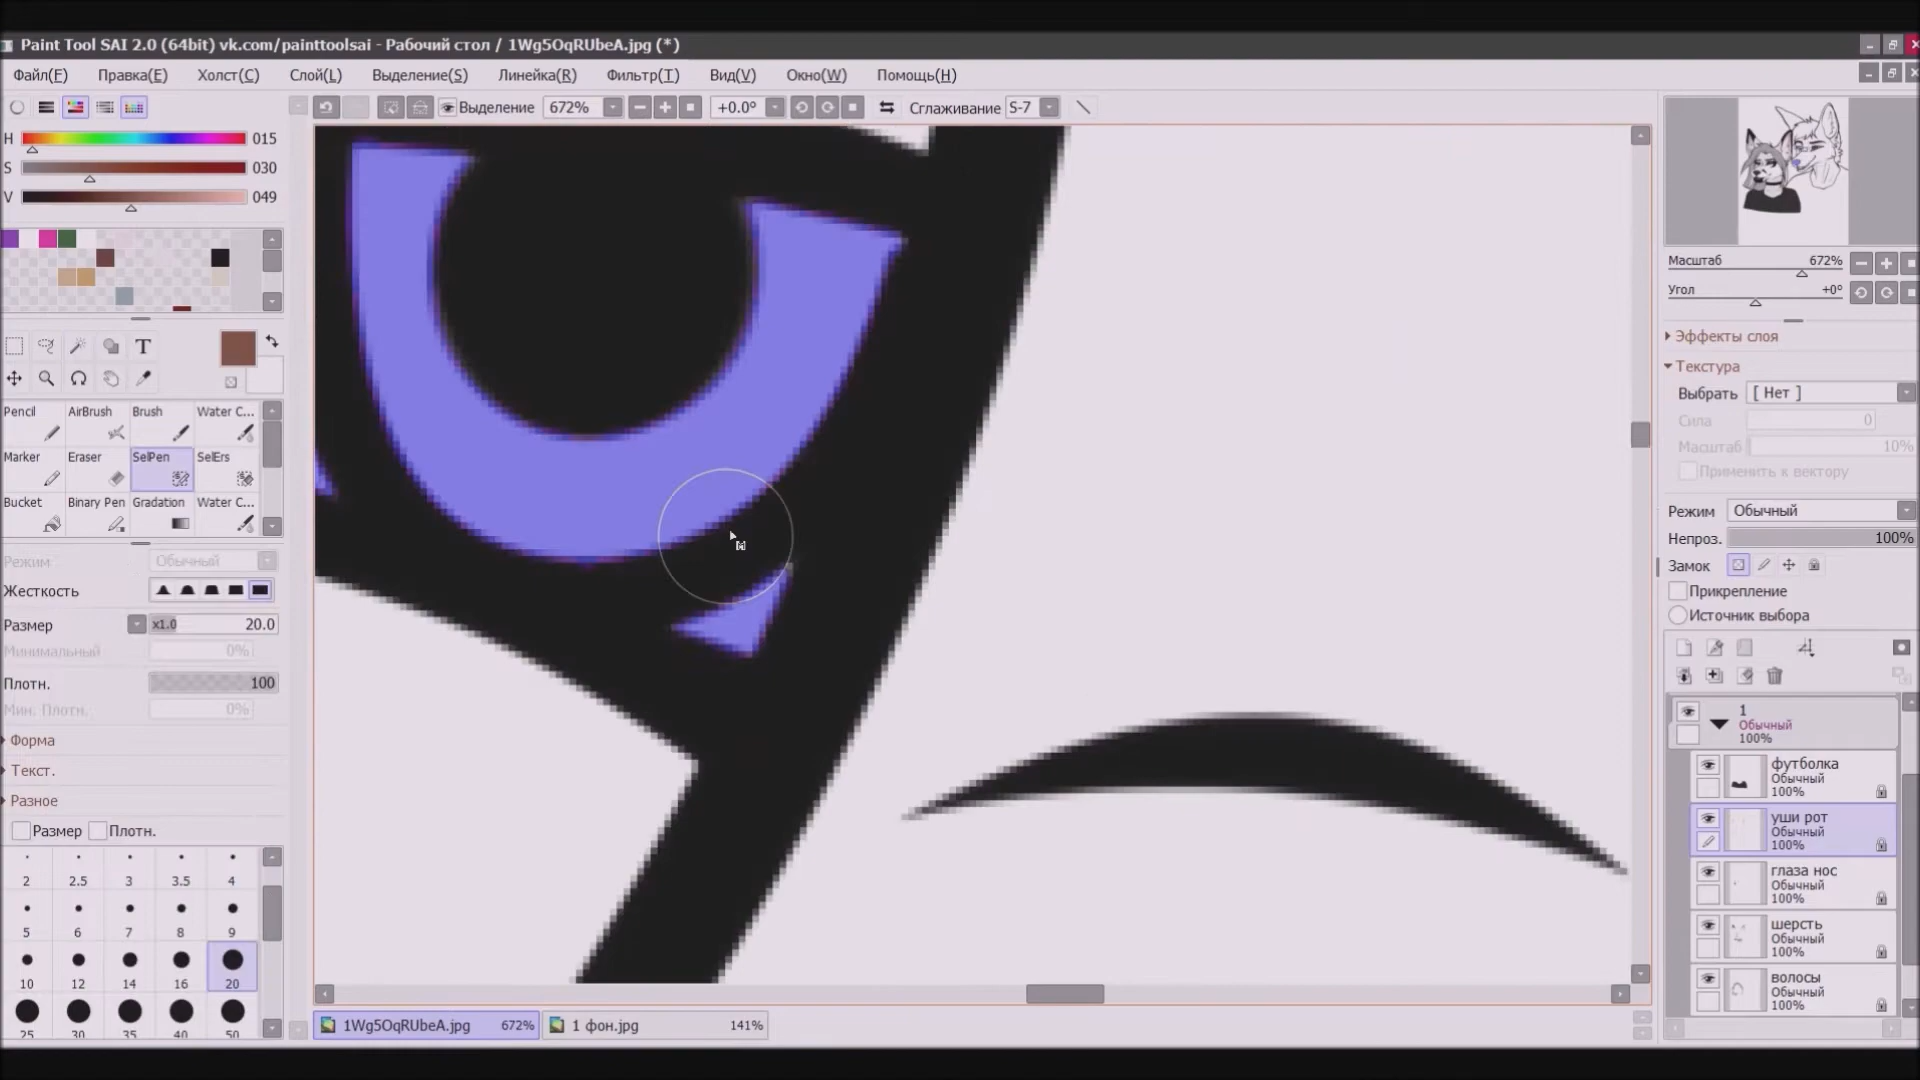 Paint Tool SAI 2.0 (64bit) vk.com/painttoolsai - Рабочий стол / 1Wg5OqRUbeA.jpg (*)
Файл(F) Правка(E) Холст(C) Слой(L) Выделение(S) Линейка(R) Фильтр(T) Вид(V) Окно(W) Помощь(H)
Выделение 672% +0.0° Сглаживание S-7
H 015
S 030
V 049
T
Pencil AirBrush Brush Water C...
Marker Eraser SelPen SelErs
Bucket Binary Pen Gradation Water C...
Режим Обычный
Жесткость
Размер x1.0 20.0
Минимальный 0%
Плотн. 100
Мин. Плотн. 0%
Форма
Текст.
Разное
Размер Плотн.
2 2.5 3 3.5 4
5 6 7 8 9
10 12 14 16 20
25 30 35 40 50
1Wg5OqRUbeA.jpg 672% 1 фон.jpg 141%
Масштаб 672%
Угол +0°
Эффекты слоя
Текстура
Выбрать [ Нет ]
Сила 0
Масштаб 10%
Применить к вектору
Режим Обычный
Непроз. 100%
Замок
Прикрепление
Источник выбора
1
Обычный
100%
футболка
Обычный
100%
уши рот
Обычный
100%
глаза нос
Обычный
100%
шерсть
Обычный
100%
волосы
Обычный
100%